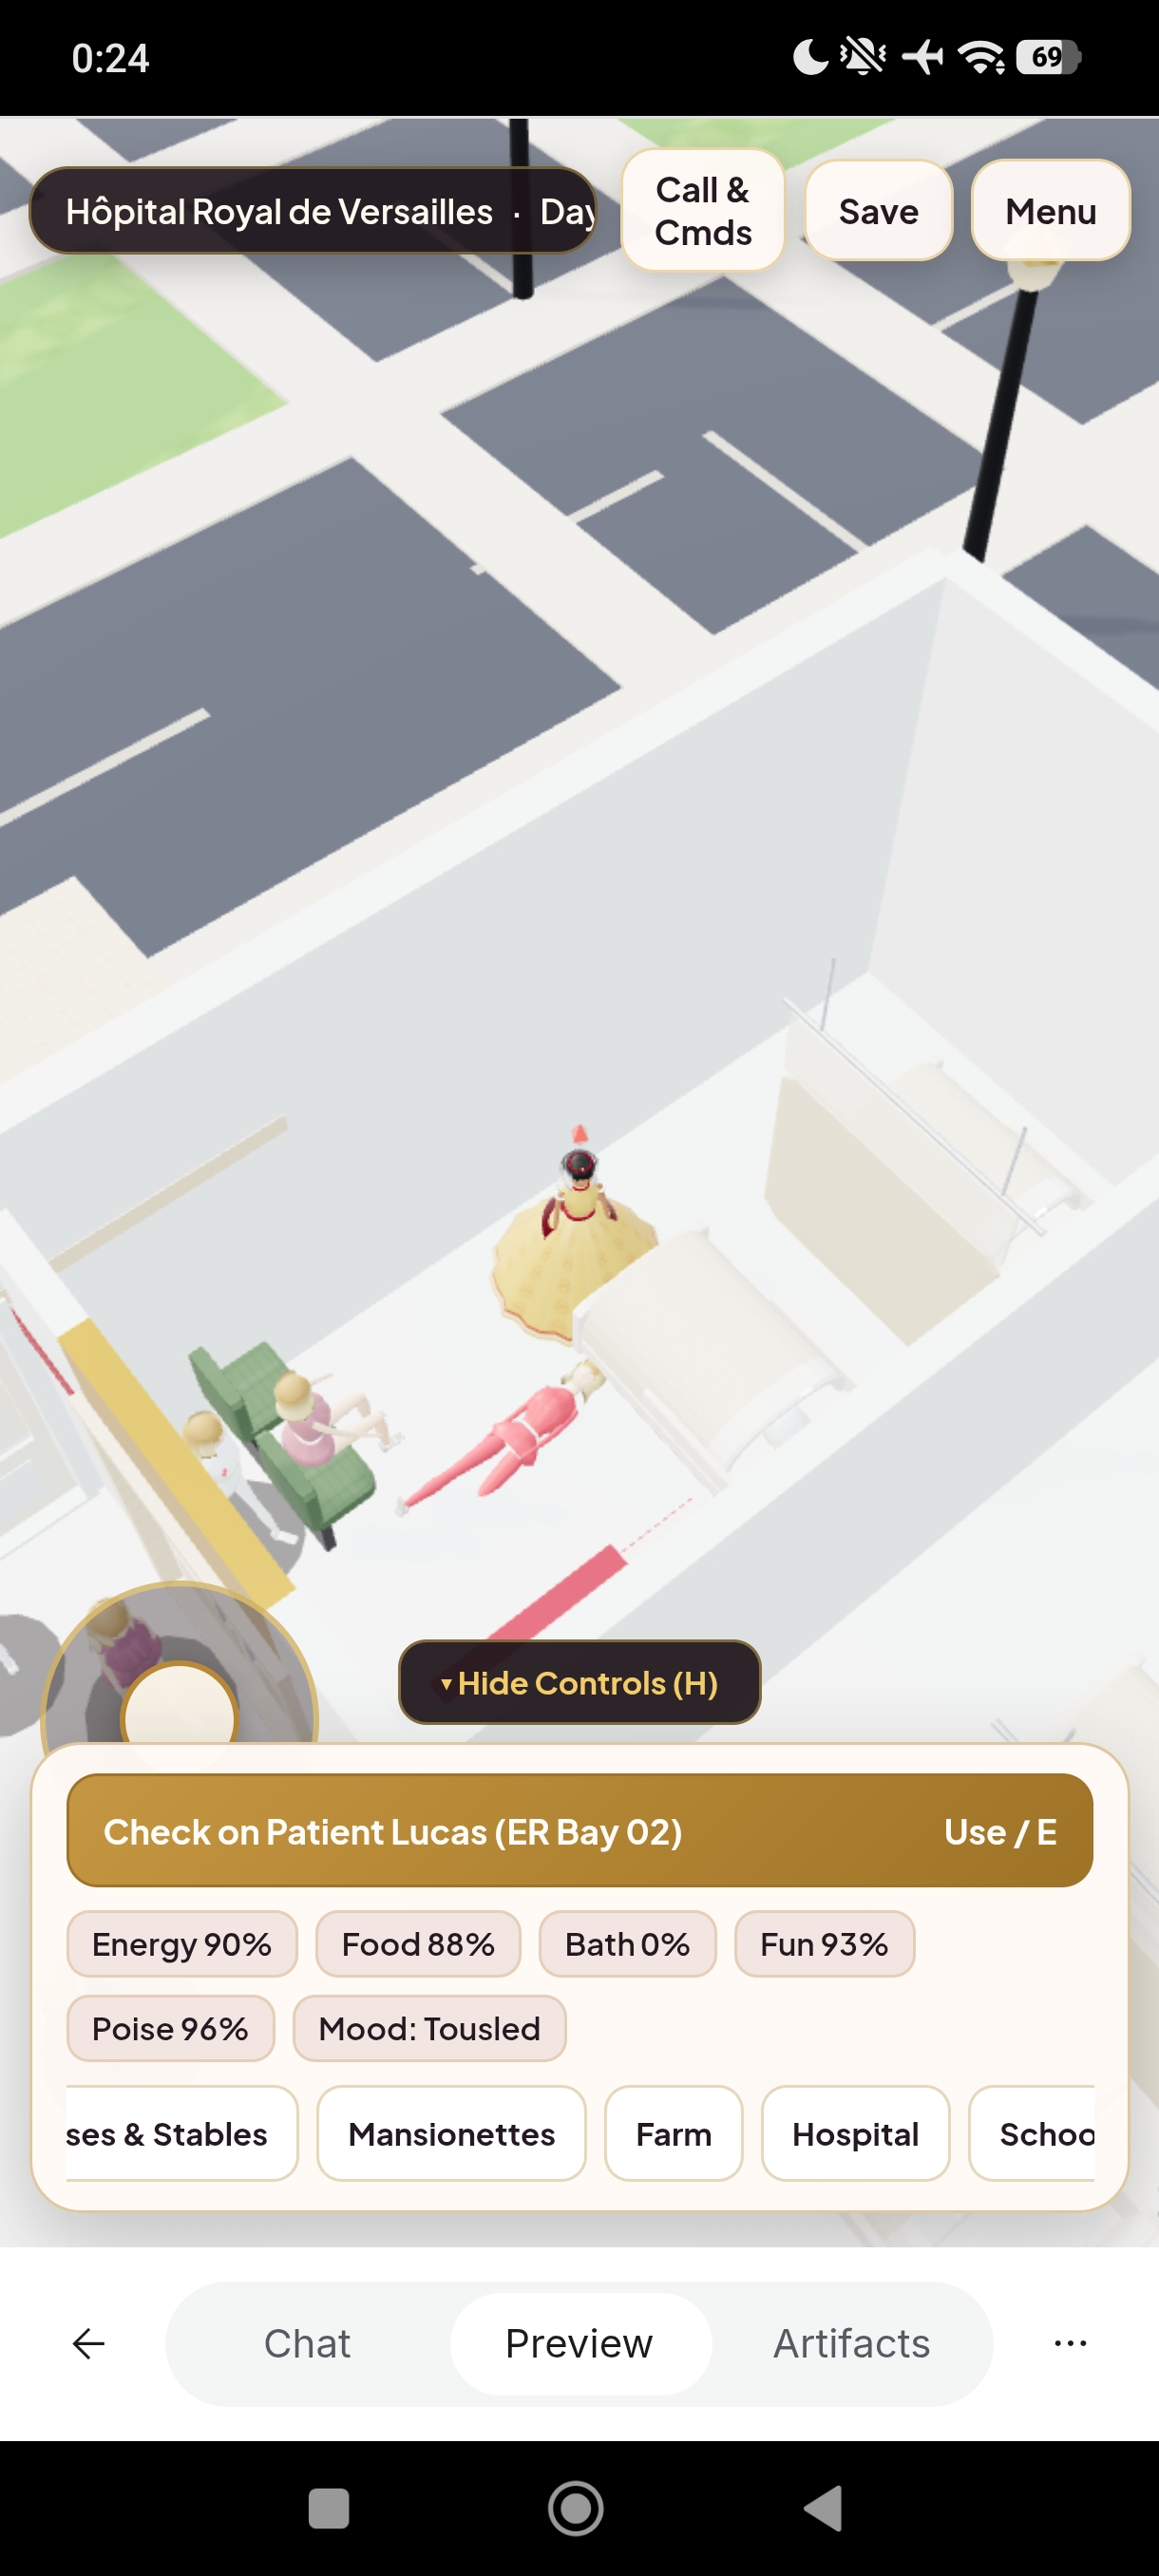 0:24
69
Hôpital Royal de Versailles · Day
Call &
Cmds
Save
Menu
▾ Hide Controls (H)
Check on Patient Lucas (ER Bay 02)
Use / E
Energy 90%
Food 88%
Bath 0%
Fun 93%
Poise 96%
Mood: Tousled
ses & Stables
Mansionettes
Farm
Hospital
Schoo
Chat
Preview
Artifacts